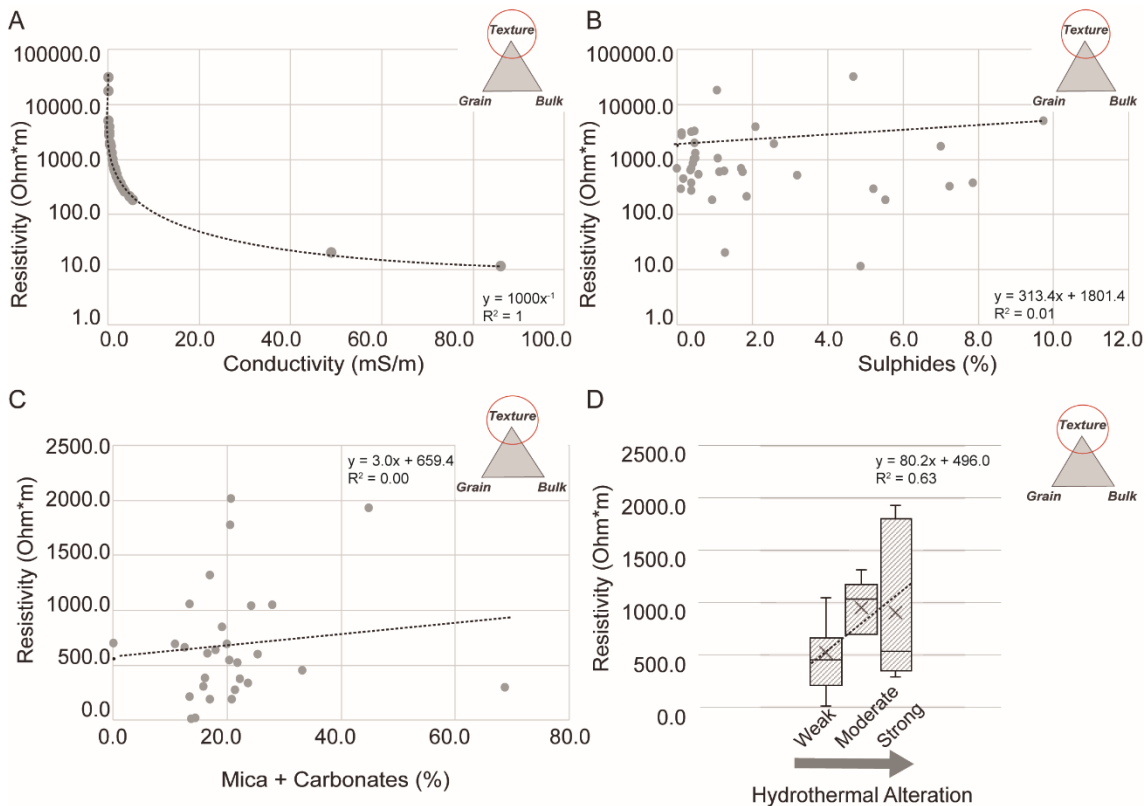 A
Texture
Grain Bulk
Resistivity (Ohm*m)
100000.0
10000.0
1000.0
100.0
10.0
1.0
0.0 20.0 40.0 60.0 80.0 100.0
y = 1000x⁻¹
R² = 1
Conductivity (mS/m)
B
Texture
Grain Bulk
Resistivity (Ohm*m)
100000.0
10000.0
1000.0
100.0
10.0
1.0
0.0 2.0 4.0 6.0 8.0 10.0 12.0
y = 313.4x + 1801.4
R² = 0.01
Sulphides (%)
C
Texture
Grain Bulk
Resistivity (Ohm*m)
2500.0
2000.0
1500.0
1000.0
500.0
0.0
0.0 20.0 40.0 60.0 80.0
y = 3.0x + 659.4
R² = 0.00
Mica + Carbonates (%)
D
Texture
Grain Bulk
Resistivity (Ohm*m)
2500.0
2000.0
1500.0
1000.0
500.0
0.0
y = 80.2x + 496.0
R² = 0.63
Weak
Moderate
Strong
Hydrothermal Alteration